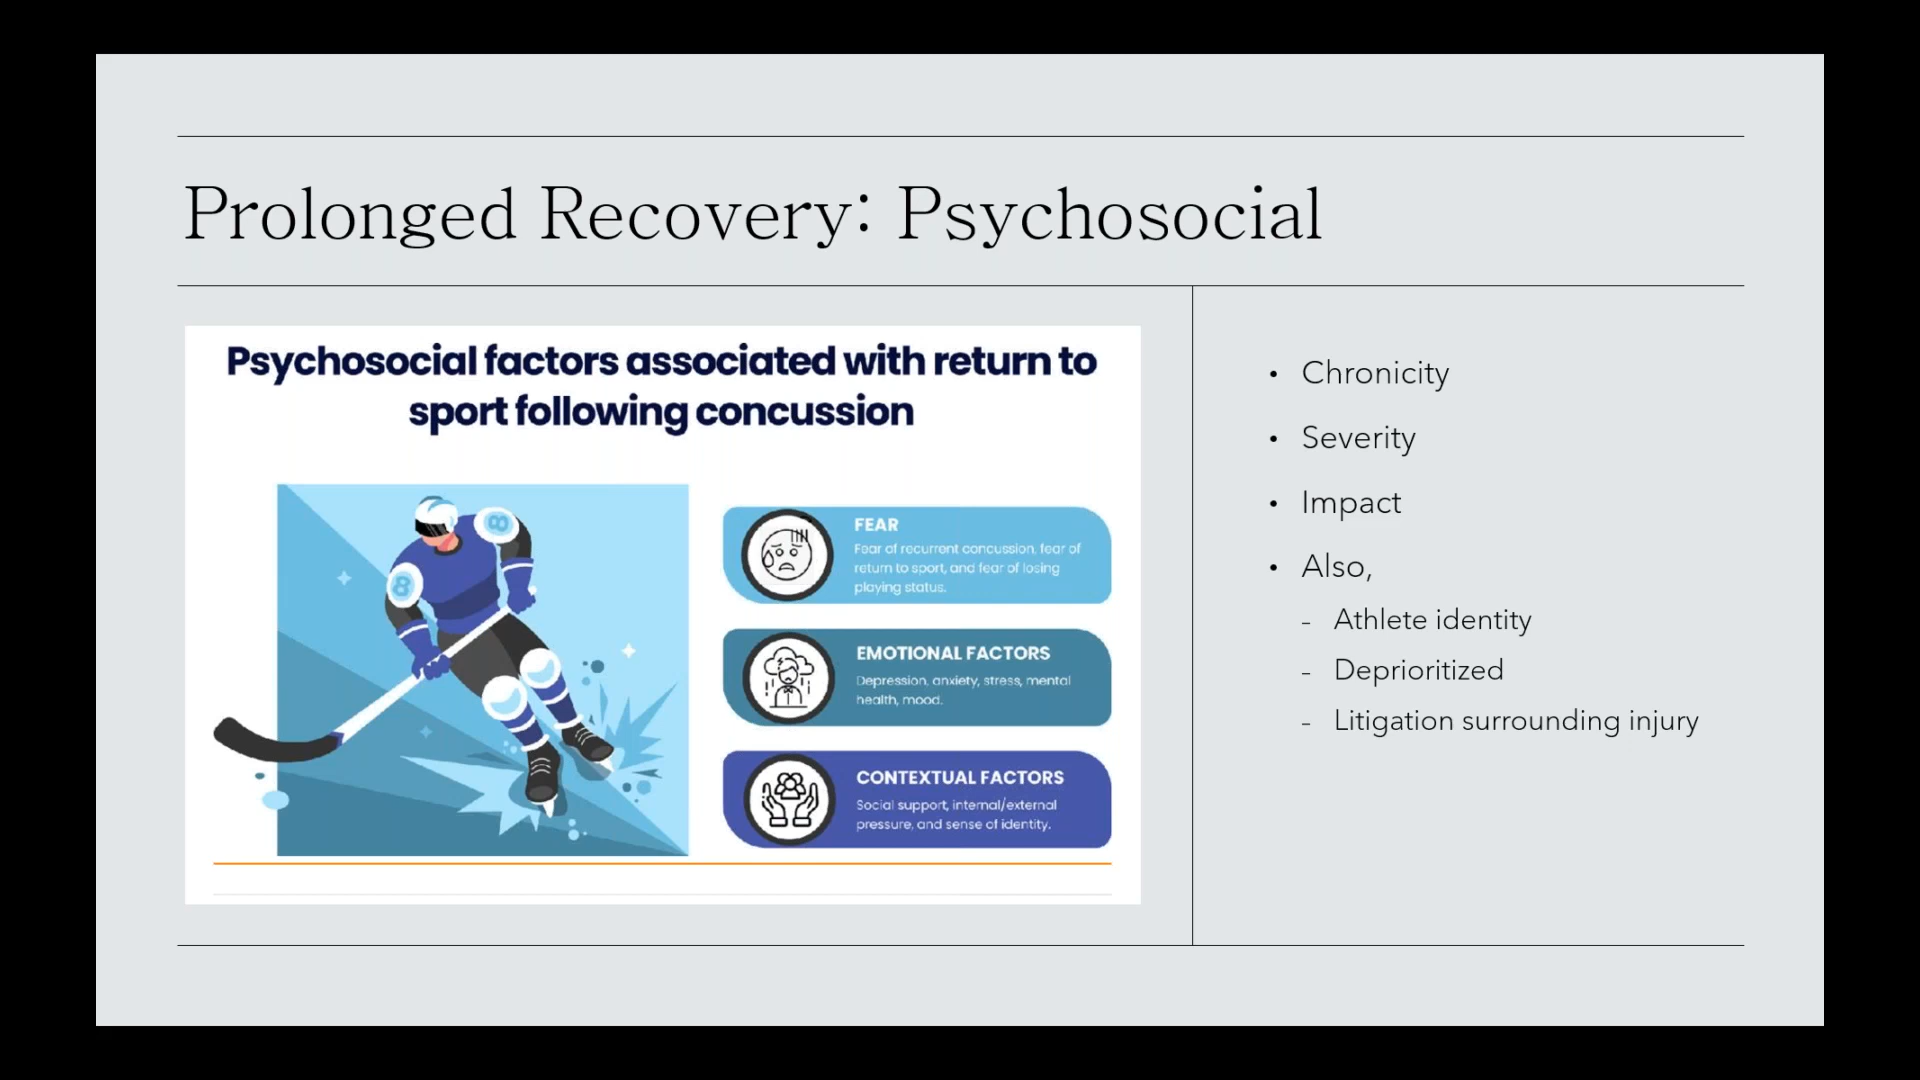 Prolonged Recovery: Psychosocial
Psychosocial factors associated with return to
sport following concussion
8
8
FEAR
Fear of recurrent concussion, fear of
return to sport, and fear of losing
playing status.
EMOTIONAL FACTORS
Depression, anxiety, stress, mental
health, mood.
CONTEXTUAL FACTORS
Social support, internal/external
pressure, and sense of identity.
• Chronicity
• Severity
• Impact
• Also,
- Athlete identity
- Deprioritized
- Litigation surrounding injury